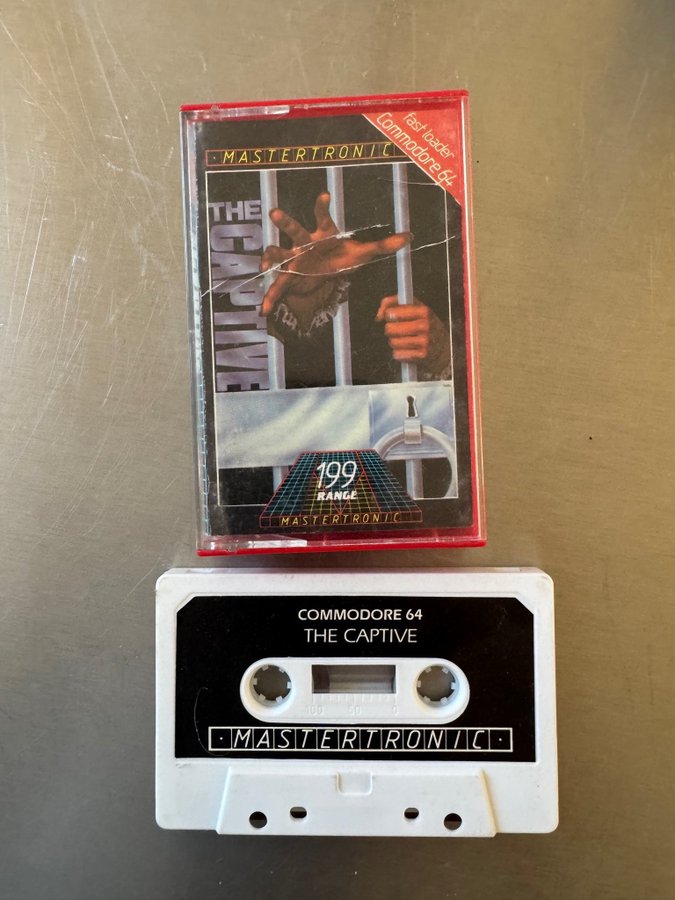 fast loader
Commodore 64
· MASTERTRONIC
THE
CAPTIVE
199
RANGE
MASTERTRONIC
COMMODORE 64
THE CAPTIVE
100 50 0
· MASTERTRONIC ·